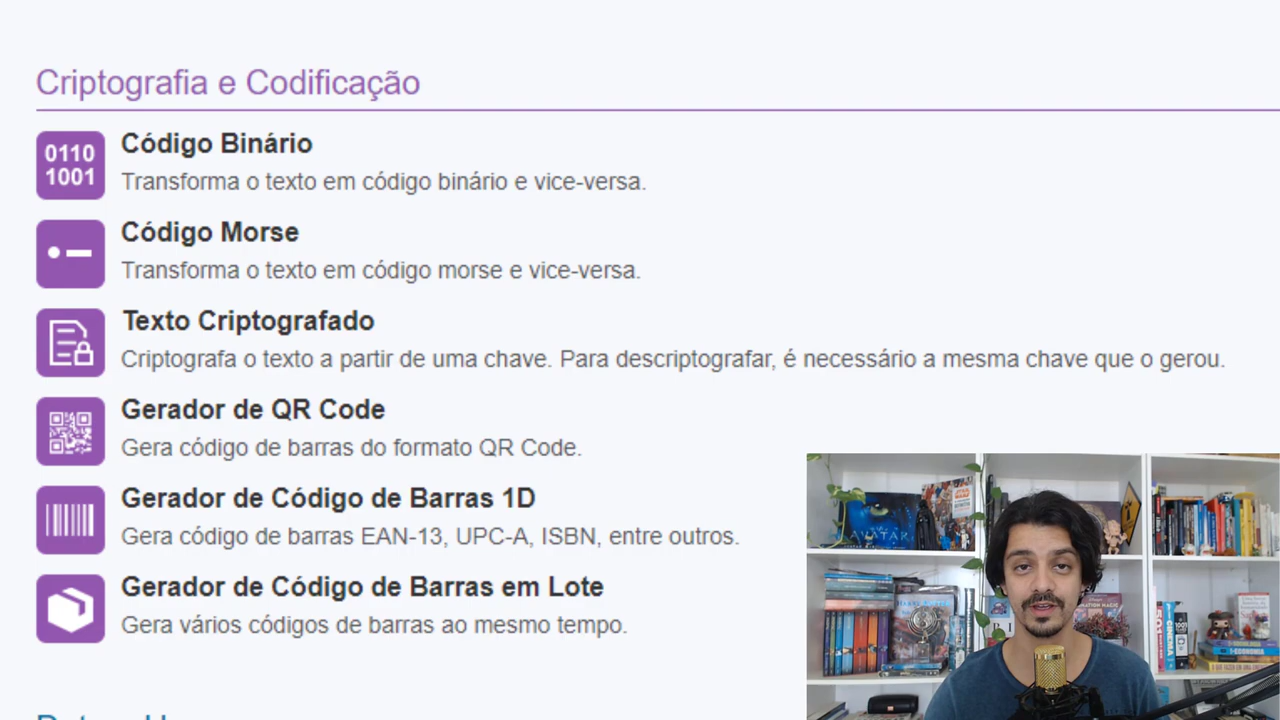 Criptografia e Codificação
0110
1001
Código Binário
Transforma o texto em código binário e vice-versa.
Código Morse
Transforma o texto em código morse e vice-versa.
Texto Criptografado
Criptografa o texto a partir de uma chave. Para descriptografar, é necessário a mesma chave que o gerou.
Gerador de QR Code
Gera código de barras do formato QR Code.
Gerador de Código de Barras 1D
Gera código de barras EAN-13, UPC-A, ISBN, entre outros.
Gerador de Código de Barras em Lote
Gera vários códigos de barras ao mesmo tempo.
AVATAR
HARRY POTTER
CINEMA